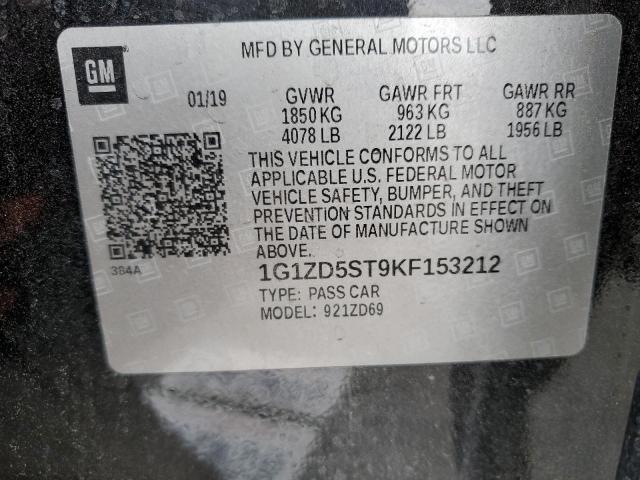 GM
MFD BY GENERAL MOTORS LLC
01/19 GVWR GAWR FRT GAWR RR
1850 KG 963 KG 887 KG
4078 LB 2122 LB 1956 LB
THIS VEHICLE CONFORMS TO ALL
APPLICABLE U.S. FEDERAL MOTOR
VEHICLE SAFETY, BUMPER, AND THEFT
PREVENTION STANDARDS IN EFFECT ON
THE DATE OF MANUFACTURE SHOWN
ABOVE.
384A
1G1ZD5ST9KF153212
TYPE: PASS CAR
MODEL: 921ZD69